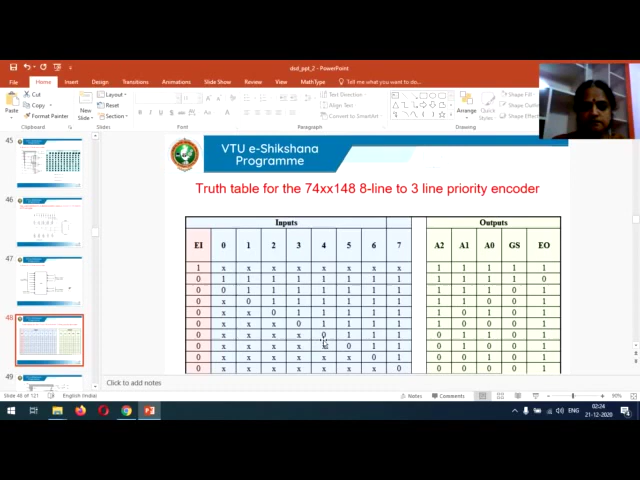 dsd_ppt_2 - PowerPoint
File Home Insert Design Transitions Animations Slide Show Review View MathType Tell me what you want to do...
Cut
Copy
Format Painter
Paste
Clipboard
New
Slide
Layout
Reset
Section
Slides
Font
Text Direction
Align Text
Convert to SmartArt
Paragraph
Arrange
Quick
Shape Fill
Shape Outline
Shape Effects
Drawing
45
46
47
48
49
VTU e-Shikshana
Programme
Truth table for the 74xx148 8-line to 3 line priority encoder
Inputs Outputs
EI 0 1 2 3 4 5 6 7 A2 A1 A0 GS EO
1 x x x x x x x x 1 1 1 1 1
0 1 1 1 1 1 1 1 1 1 1 1 1 0
0 0 1 1 1 1 1 1 1 1 1 1 0 1
0 x 0 1 1 1 1 1 1 1 1 0 0 1
0 x x 0 1 1 1 1 1 1 0 1 0 1
0 x x x 0 1 1 1 1 1 0 0 0 1
0 x x x x 0 1 1 1 0 1 1 0 1
0 x x x x x 0 1 1 0 1 0 0 1
0 x x x x x x 0 1 0 0 1 0 1
0 x x x x x x x 0 0 0 0 0 1
Click to add notes
Slide 48 of 121 English (India) Notes Comments
ENG
02:24
21-12-2020